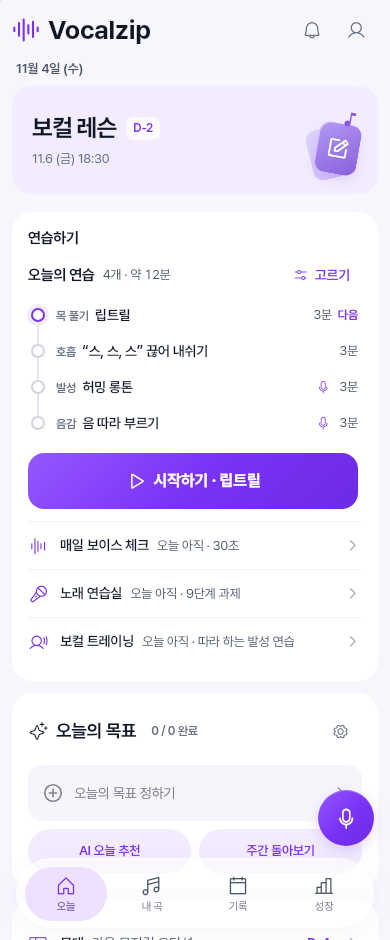 Vocalzip
11월 4일 (수)
보컬 레슨 D-2
11.6 (금) 18:30
연습하기
오늘의 연습 4개 · 약 12분 고르기
목 풀기 립트릴 3분 다음
호흡 “스, 스, 스” 끊어 내쉬기 3분
발성 허밍 롱톤 3분
음감 음 따라 부르기 3분
시작하기 · 립트릴
매일 보이스 체크 오늘 아직 · 30초
노래 연습실 오늘 아직 · 9단계 과제
보컬 트레이닝 오늘 아직 · 따라 하는 발성 연습
오늘의 목표 0 / 0 완료
오늘의 목표 정하기
AI 오늘 추천 주간 돌아보기
오늘 내 곡 기록 성장